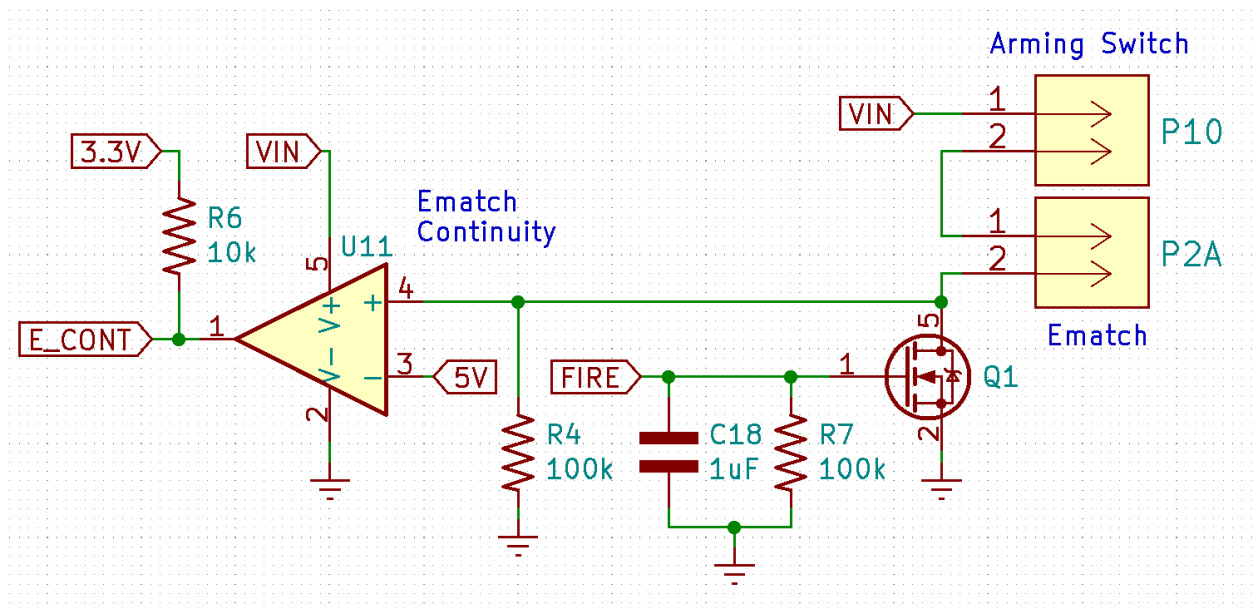 Arming Switch
VIN
1
2
P10
3.3V
VIN
Ematch
Continuity
R6
10k
U11
5
1
2
P2A
Ematch
4
+
V+
5
E_CONT
1
V-
3
-
5V
FIRE
1
Q1
2
2
R4
100k
C18
1uF
R7
100k